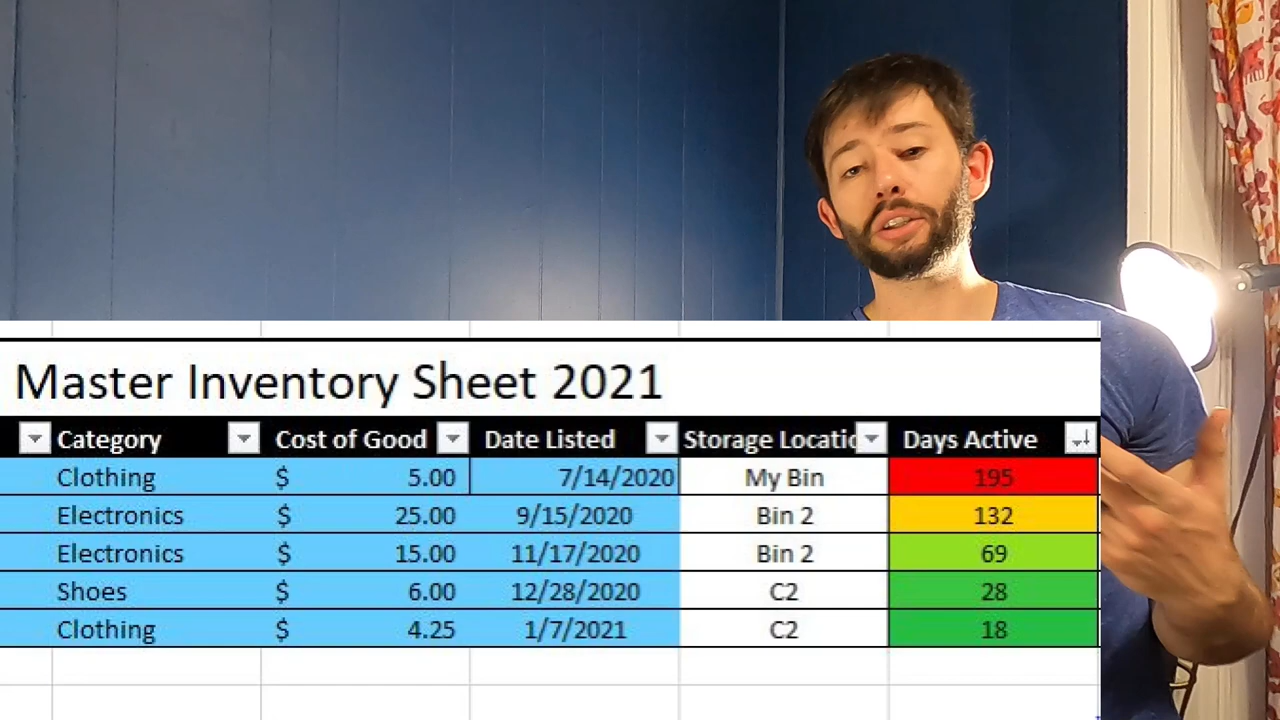 Master Inventory Sheet 2021
Category Cost of Good Date Listed Storage Locatio Days Active
Clothing $ 5.00 7/14/2020 My Bin 195
Electronics $ 25.00 9/15/2020 Bin 2 132
Electronics $ 15.00 11/17/2020 Bin 2 69
Shoes $ 6.00 12/28/2020 C2 28
Clothing $ 4.25 1/7/2021 C2 18